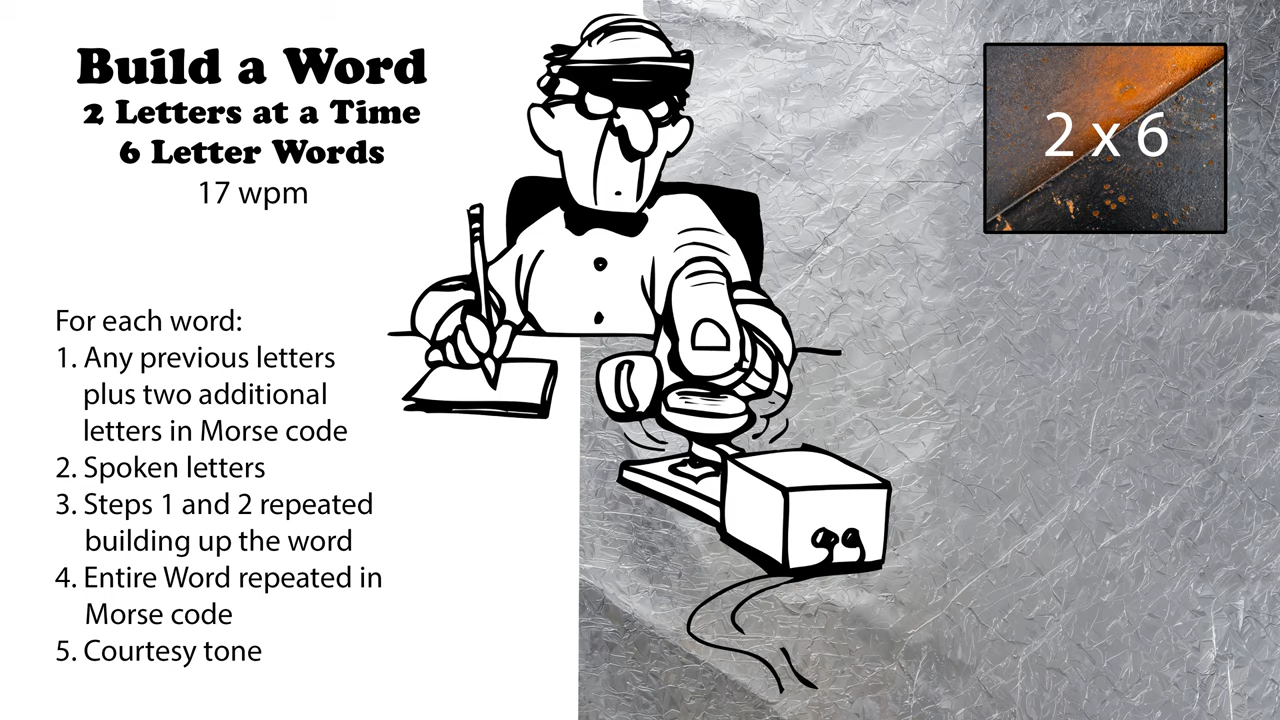 Build a Word
2 Letters at a Time
6 Letter Words
17 wpm
2 x 6
For each word:
1. Any previous letters
plus two additional
letters in Morse code
2. Spoken letters
3. Steps 1 and 2 repeated
building up the word
4. Entire Word repeated in
Morse code
5. Courtesy tone